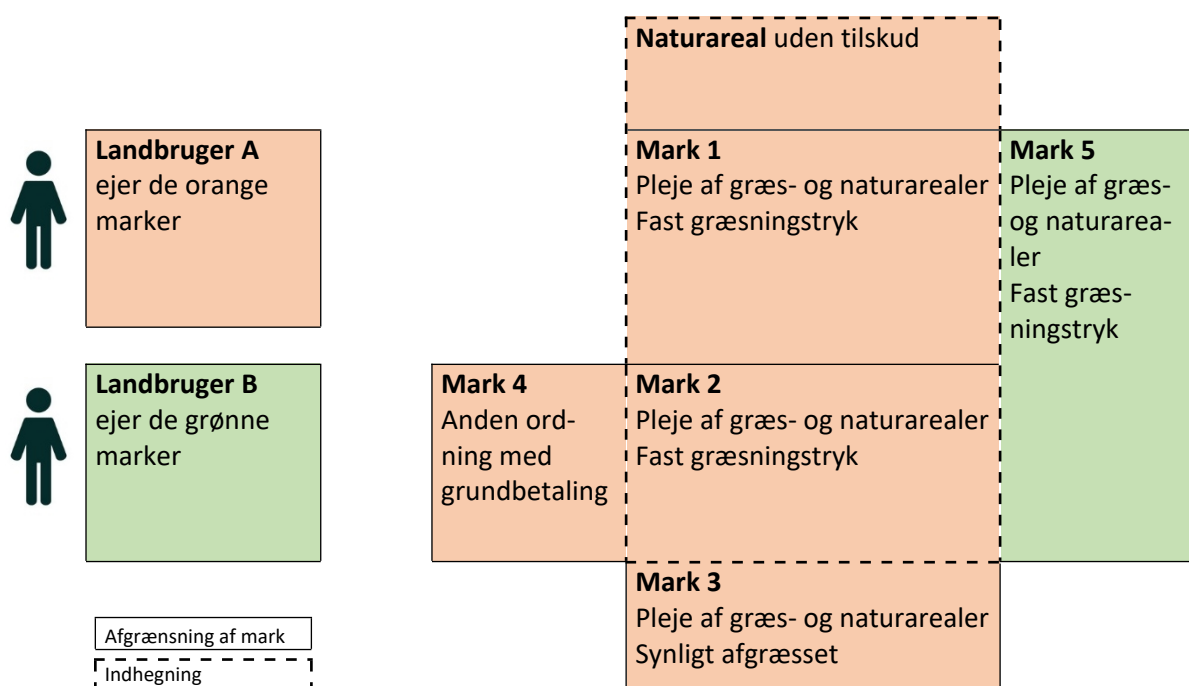 Naturareal uden tilskud
Landbruger A
ejer de orange
marker
Mark 1
Pleje af græs- og naturarealer
Fast græsningstryk
Mark 5
Pleje af græs-
og naturarea-
ler
Fast græs-
ningstryk
Landbruger B
ejer de grønne
marker
Mark 4
Anden ord-
ning med
grundbetaling
Mark 2
Pleje af græs- og naturarealer
Fast græsningstryk
Mark 3
Pleje af græs- og naturarealer
Synligt afgræsset
Afgrænsning af mark
Indhegning